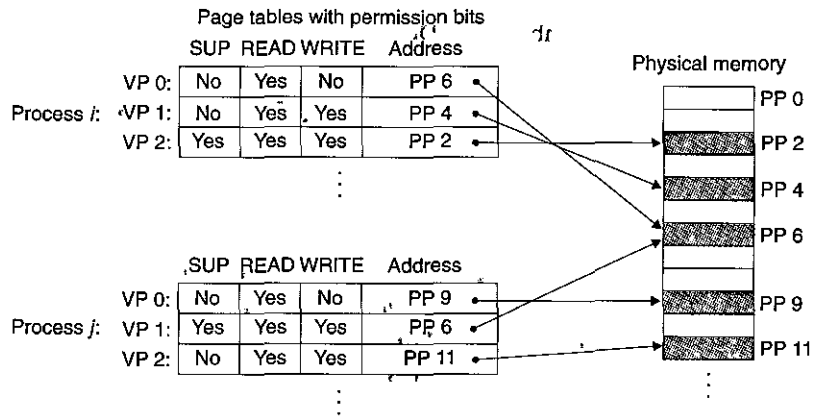 Page tables with permission bits
SUP READ WRITE Address
VP 0: No Yes No PP 6
Process i: VP 1: No Yes Yes PP 4
VP 2: Yes Yes Yes PP 2
⋮
SUP READ WRITE Address
VP 0: No Yes No PP 9
Process j: VP 1: Yes Yes Yes PP 6
VP 2: No Yes Yes PP 11
⋮
Physical memory
PP 0
PP 2
PP 4
PP 6
PP 9
PP 11
⋮